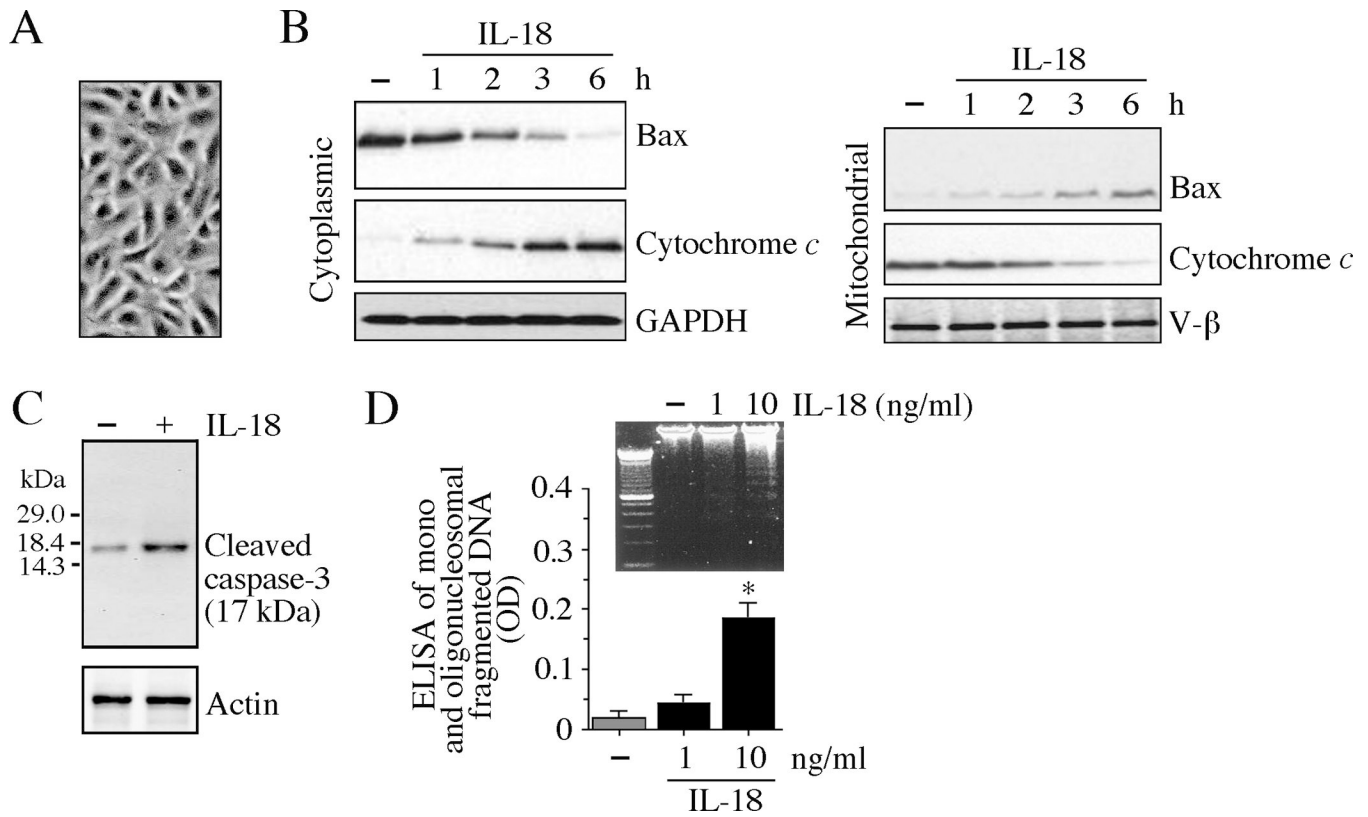 A
B
IL-18
– 1 2 3 6 h
Cytoplasmic
Bax
Cytochrome c
GAPDH
IL-18
– 1 2 3 6 h
Mitochondrial
Bax
Cytochrome c
V-β
C
– + IL-18
kDa
29.0
18.4
14.3
Cleaved
caspase-3
(17 kDa)
Actin
D
– 1 10 IL-18 (ng/ml)
ELISA of mono
and oligonucleosomal
fragmented DNA
(OD)
0.4
0.3
0.2
0.1
0
*
– 1 10 ng/ml
IL-18